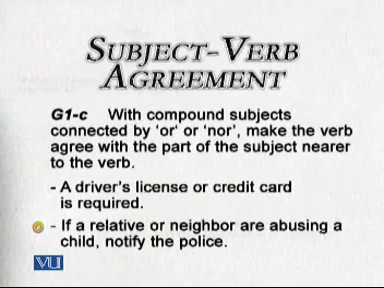 SUBJECT-VERB
AGREEMENT
G1-c With compound subjects
connected by ‘or‘ or ‘nor’, make the verb
agree with the part of the subject nearer
to the verb.
- A driver's license or credit card
is required.
- If a relative or neighbor are abusing a
child, notify the police.
VU